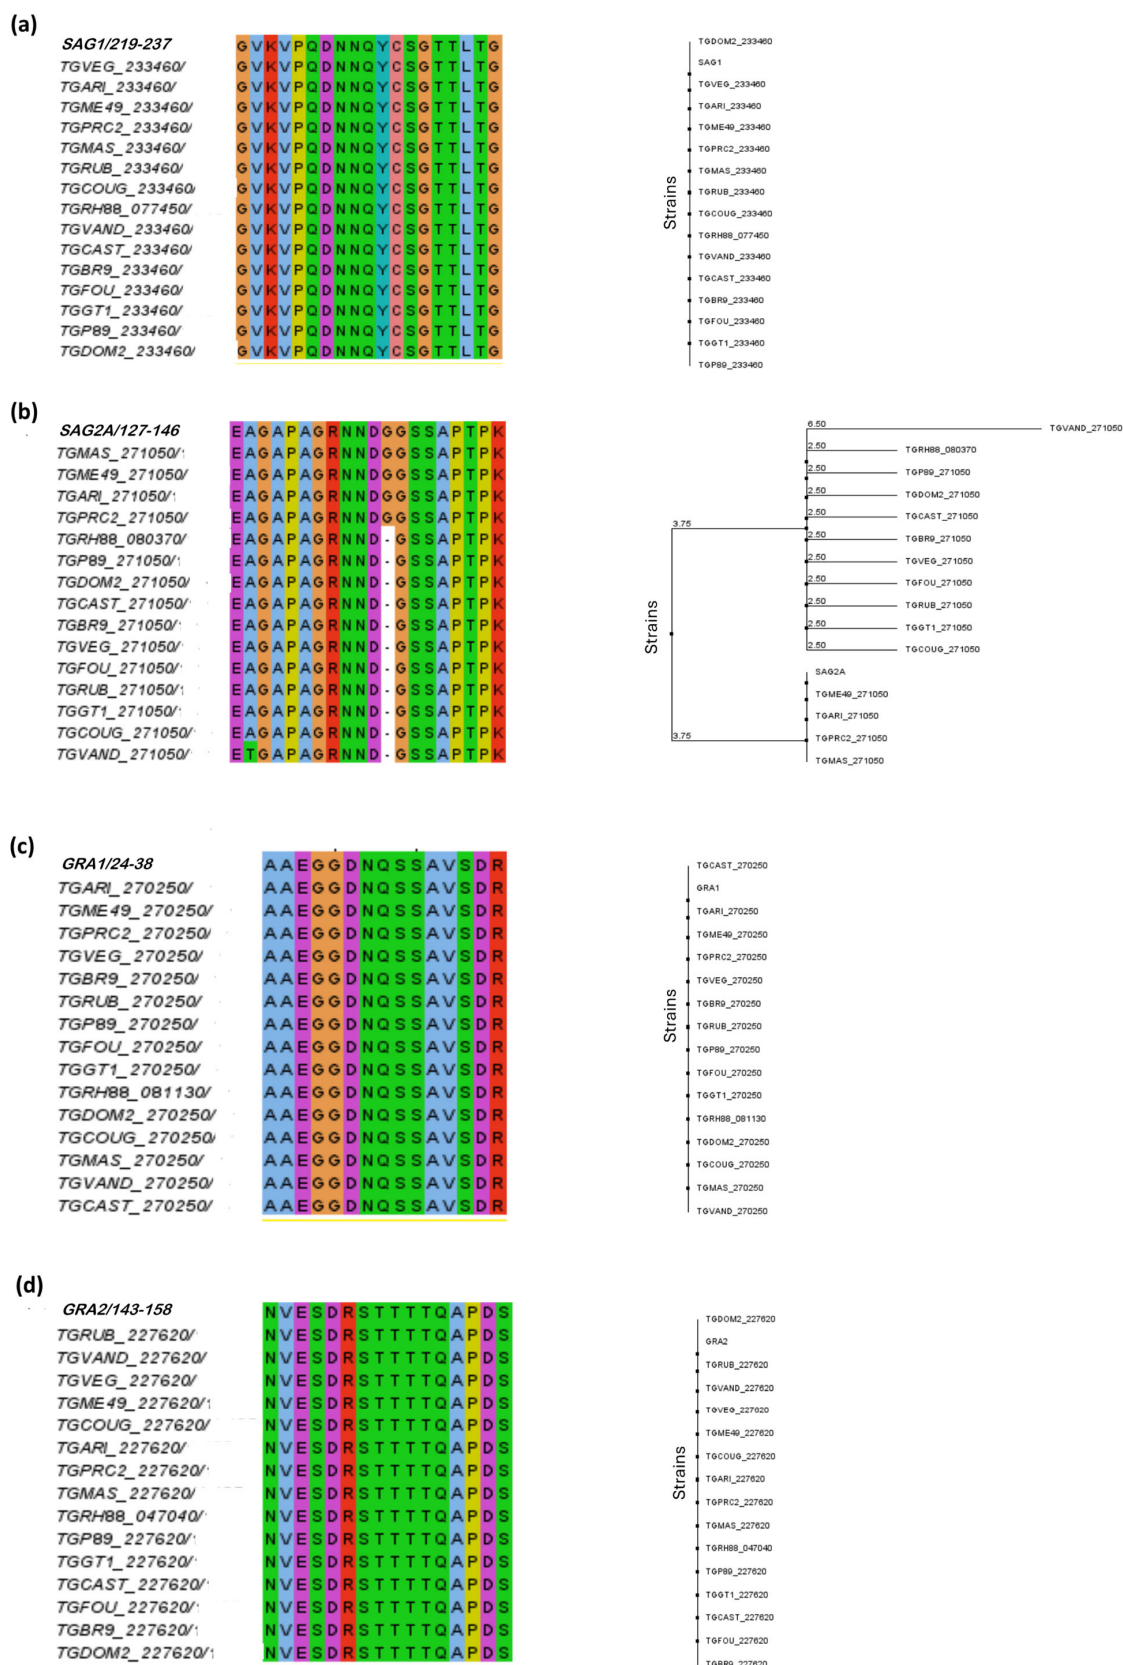 (a)
SAG1/219-237 GVKVPQDNNQYCSGTTLTG
TGVEG_233460/ GVKVPQDNNQYCSGTTLTG
TGARI_233460/ GVKVPQDNNQYCSGTTLTG
TGME49_233460/ GVKVPQDNNQYCSGTTLTG
TGPRC2_233460/ GVKVPQDNNQYCSGTTLTG
TGMAS_233460/ GVKVPQDNNQYCSGTTLTG
TGRUB_233460/ GVKVPQDNNQYCSGTTLTG
TGCOUG_233460/ GVKVPQDNNQYCSGTTLTG
TGRH88_077450/ GVKVPQDNNQYCSGTTLTG
TGVAND_233460/ GVKVPQDNNQYCSGTTLTG
TGCAST_233460/ GVKVPQDNNQYCSGTTLTG
TGBR9_233460/ GVKVPQDNNQYCSGTTLTG
TGFOU_233460/ GVKVPQDNNQYCSGTTLTG
TGGT1_233460/ GVKVPQDNNQYCSGTTLTG
TGP89_233460/ GVKVPQDNNQYCSGTTLTG
TGDOM2_233460/ GVKVPQDNNQYCSGTTLTG
Strains
TGDOM2_233460
SAG1
TGVEG_233460
TGARI_233460
TGME49_233460
TGPRC2_233460
TGMAS_233460
TGRUB_233460
TGCOUG_233460
TGRH88_077450
TGVAND_233460
TGCAST_233460
TGBR9_233460
TGFOU_233460
TGGT1_233460
TGP89_233460
(b)
SAG2A/127-146 EAGAPAGRNNDGGSSAPTPK
TGMAS_271050/ EAGAPAGRNNDGGSSAPTPK
TGME49_271050/ EAGAPAGRNNDGGSSAPTPK
TGARI_271050/ EAGAPAGRNNDGGSSAPTPK
TGPRC2_271050/ EAGAPAGRNNDGGSSAPTPK
TGRH88_080370/ EAGAPAGRNND-GSSAPTPK
TGP89_271050/ EAGAPAGRNND-GSSAPTPK
TGDOM2_271050/ EAGAPAGRNND-GSSAPTPK
TGCAST_271050/ EAGAPAGRNND-GSSAPTPK
TGBR9_271050/ EAGAPAGRNND-GSSAPTPK
TGVEG_271050/ EAGAPAGRNND-GSSAPTPK
TGFOU_271050/ EAGAPAGRNND-GSSAPTPK
TGRUB_271050/ EAGAPAGRNND-GSSAPTPK
TGGT1_271050/ EAGAPAGRNND-GSSAPTPK
TGCOUG_271050/ EAGAPAGRNND-GSSAPTPK
TGVAND_271050/ ETGAPAGRNND-GSSAPTPK
Strains
3.75
6.50 TGVAND_271050
2.50 TGRH88_080370
2.50 TGP89_271050
2.50 TGDOM2_271050
2.50 TGCAST_271050
2.50 TGBR9_271050
2.50 TGVEG_271050
2.50 TGFOU_271050
2.50 TGRUB_271050
2.50 TGGT1_271050
2.50 TGCOUG_271050
3.75
SAG2A
TGME49_271050
TGARI_271050
TGPRC2_271050
TGMAS_271050
(c)
GRA1/24-38 AAEGGDNQSSAVSDR
TGARI_270250/ AAEGGDNQSSAVSDR
TGME49_270250/ AAEGGDNQSSAVSDR
TGPRC2_270250/ AAEGGDNQSSAVSDR
TGVEG_270250/ AAEGGDNQSSAVSDR
TGBR9_270250/ AAEGGDNQSSAVSDR
TGRUB_270250/ AAEGGDNQSSAVSDR
TGP89_270250/ AAEGGDNQSSAVSDR
TGFOU_270250/ AAEGGDNQSSAVSDR
TGGT1_270250/ AAEGGDNQSSAVSDR
TGRH88_081130/ AAEGGDNQSSAVSDR
TGDOM2_270250/ AAEGGDNQSSAVSDR
TGCOUG_270250/ AAEGGDNQSSAVSDR
TGMAS_270250/ AAEGGDNQSSAVSDR
TGVAND_270250/ AAEGGDNQSSAVSDR
TGCAST_270250/ AAEGGDNQSSAVSDR
Strains
TGCAST_270250
GRA1
TGARI_270250
TGME49_270250
TGPRC2_270250
TGVEG_270250
TGBR9_270250
TGRUB_270250
TGP89_270250
TGFOU_270250
TGGT1_270250
TGRH88_081130
TGDOM2_270250
TGCOUG_270250
TGMAS_270250
TGVAND_270250
(d)
GRA2/143-158 NVESDRSTTTTQAPDS
TGRUB_227620/ NVESDRSTTTTQAPDS
TGVAND_227620/ NVESDRSTTTTQAPDS
TGVEG_227620/ NVESDRSTTTTQAPDS
TGME49_227620/ NVESDRSTTTTQAPDS
TGCOUG_227620/ NVESDRSTTTTQAPDS
TGARI_227620/ NVESDRSTTTTQAPDS
TGPRC2_227620/ NVESDRSTTTTQAPDS
TGMAS_227620/ NVESDRSTTTTQAPDS
TGRH88_047040/ NVESDRSTTTTQAPDS
TGP89_227620/ NVESDRSTTTTQAPDS
TGGT1_227620/ NVESDRSTTTTQAPDS
TGCAST_227620/ NVESDRSTTTTQAPDS
TGFOU_227620/ NVESDRSTTTTQAPDS
TGBR9_227620/ NVESDRSTTTTQAPDS
TGDOM2_227620/ NVESDRSTTTTQAPDS
Strains
TGDOM2_227620
GRA2
TGRUB_227620
TGVAND_227620
TGVEG_227620
TGME49_227620
TGCOUG_227620
TGARI_227620
TGPRC2_227620
TGMAS_227620
TGRH88_047040
TGP89_227620
TGGT1_227620
TGCAST_227620
TGFOU_227620
TGBR9_227620